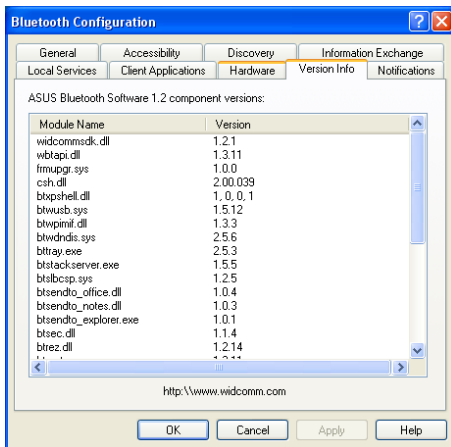 Bluetooth Configuration
General Accessibility Discovery Information Exchange
Local Services Client Applications Hardware Version Info Notifications
ASUS Bluetooth Software 1.2 component versions:
Module Name Version
widcommsdk.dll 1.2.1
wbtapi.dll 1.3.11
frmupgr.sys 1.0.0
csh.dll 2.00.039
btxpshell.dll 1, 0, 0, 1
btwusb.sys 1.5.12
btwpimif.dll 1.3.3
btwdndis.sys 2.5.6
bttray.exe 2.5.3
btstackserver.exe 1.5.5
btslbcsp.sys 1.2.5
btsendto_office.dll 1.0.4
btsendto_notes.dll 1.0.3
btsendto_explorer.exe 1.0.1
btsec.dll 1.1.4
btrez.dll 1.2.14
http:\\www.widcomm.com
OK Cancel Apply Help